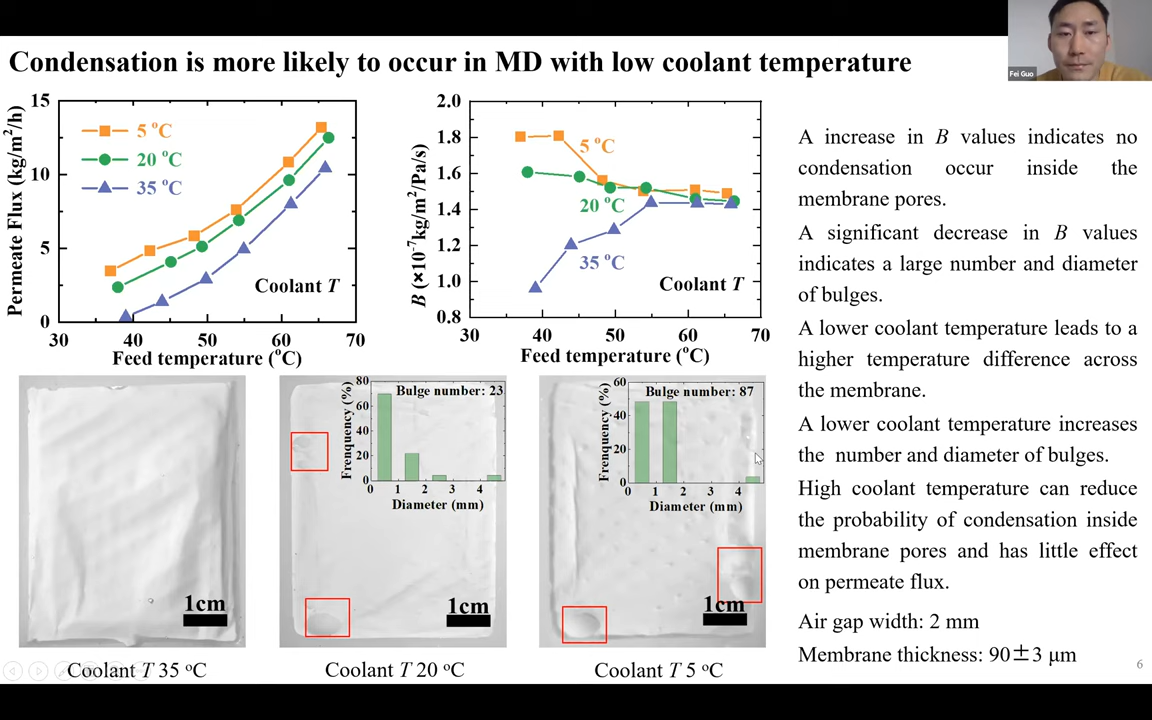 Condensation is more likely to occur in MD with low coolant temperature
Fei Guo
Permeate Flux (kg/m²/h)
15
10
5
0
5 °C
20 °C
35 °C
Coolant T
30 40 50 60 70
Feed temperature (°C)
B (×10⁻⁷kg/m²/Pa/s)
2.0
1.8
1.6
1.4
1.2
1.0
0.8
5 °C
20 °C
35 °C
Coolant T
30 40 50 60 70
Feed temperature (°C)
1cm
Coolant T 35 °C
Frenquency (%)
80
60
40
20
0
Bulge number: 23
0 1 2 3 4
Diameter (mm)
1cm
Coolant T 20 °C
Frenquency (%)
60
40
20
0
Bulge number: 87
0 1 2 3 4
Diameter (mm)
1cm
Coolant T 5 °C
A increase in B values indicates no
condensation occur inside the
membrane pores.
A significant decrease in B values
indicates a large number and diameter
of bulges.
A lower coolant temperature leads to a
higher temperature difference across
the membrane.
A lower coolant temperature increases
the number and diameter of bulges.
High coolant temperature can reduce
the probability of condensation inside
membrane pores and has little effect
on permeate flux.
Air gap width: 2 mm
Membrane thickness: 90±3 μm
6